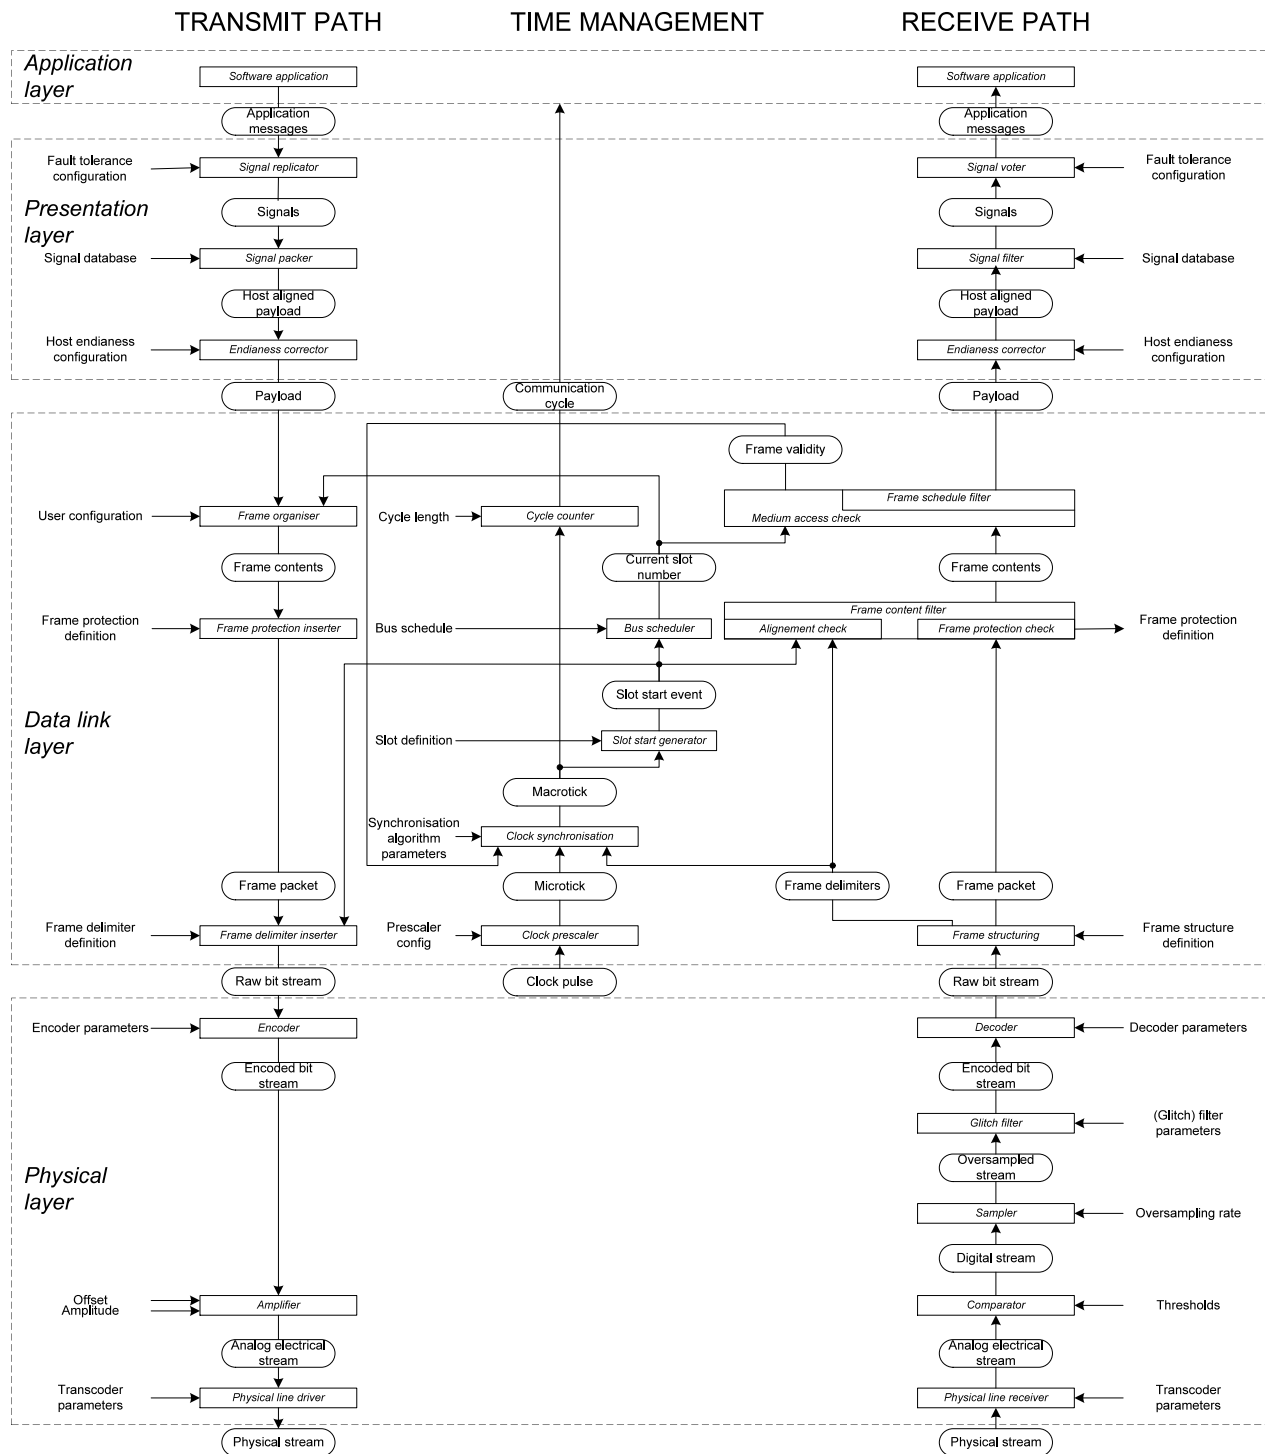 TRANSMIT PATH
TIME MANAGEMENT
RECEIVE PATH
Application
layer
Software application
Software application
Application
messages
Application
messages
Fault tolerance
configuration
Signal replicator
Signal voter
Fault tolerance
configuration
Presentation
layer
Signals
Signals
Signal database
Signal packer
Signal filter
Signal database
Host aligned
payload
Host aligned
payload
Host endianess
configuration
Endianess corrector
Endianess corrector
Host endianess
configuration
Payload
Communication
cycle
Payload
Frame validity
Frame schedule filter
User configuration
Frame organiser
Cycle length
Cycle counter
Medium access check
Frame contents
Current slot
number
Frame contents
Frame content filter
Frame protection
definition
Frame protection inserter
Bus schedule
Bus scheduler
Alignement check
Frame protection check
Frame protection
definition
Slot start event
Data link
layer
Slot definition
Slot start generator
Macrotick
Synchronisation
algorithm
parameters
Clock synchronisation
Frame packet
Microtick
Frame delimiters
Frame packet
Frame delimiter
definition
Frame delimiter inserter
Prescaler
config
Clock prescaler
Frame structuring
Frame structure
definition
Raw bit stream
Clock pulse
Raw bit stream
Encoder parameters
Encoder
Decoder
Decoder parameters
Encoded bit
stream
Encoded bit
stream
Glitch filter
(Glitch) filter
parameters
Oversampled
stream
Physical
layer
Sampler
Oversampling rate
Digital stream
Offset
Amplitude
Amplifier
Comparator
Thresholds
Analog electrical
stream
Analog electrical
stream
Transcoder
parameters
Physical line driver
Physical line receiver
Transcoder
parameters
Physical stream
Physical stream